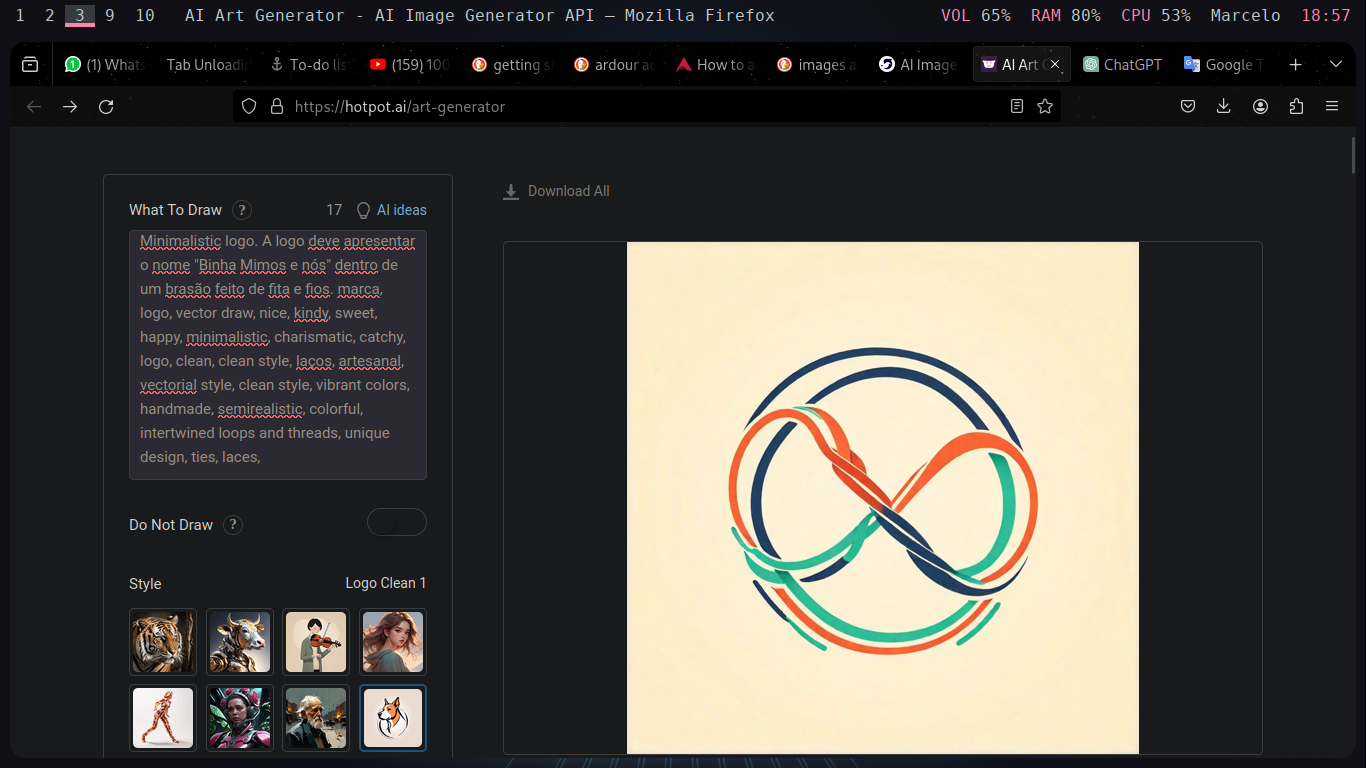 1 2 3 9 10 AI Art Generator - AI Image Generator API — Mozilla Firefox VOL 65% RAM 80% CPU 53% Marcelo 18:57
(1) Whats Tab Unloadi To-do lis (159) 100 getting s ardour ac How to a images a AI Image AI Art G ChatGPT Google T
https://hotpot.ai/art-generator
Download All
What To Draw ? 17 AI ideas
Minimalistic logo. A logo deve apresentar
o nome "Binha Mimos e nós" dentro de
um brasão feito de fita e fios. marca,
logo, vector draw, nice, kindy, sweet,
happy, minimalistic, charismatic, catchy,
logo, clean, clean style, laços, artesanal,
vectorial style, clean style, vibrant colors,
handmade, semirealistic, colorful,
intertwined loops and threads, unique
design, ties, laces,
Do Not Draw ?
Style Logo Clean 1